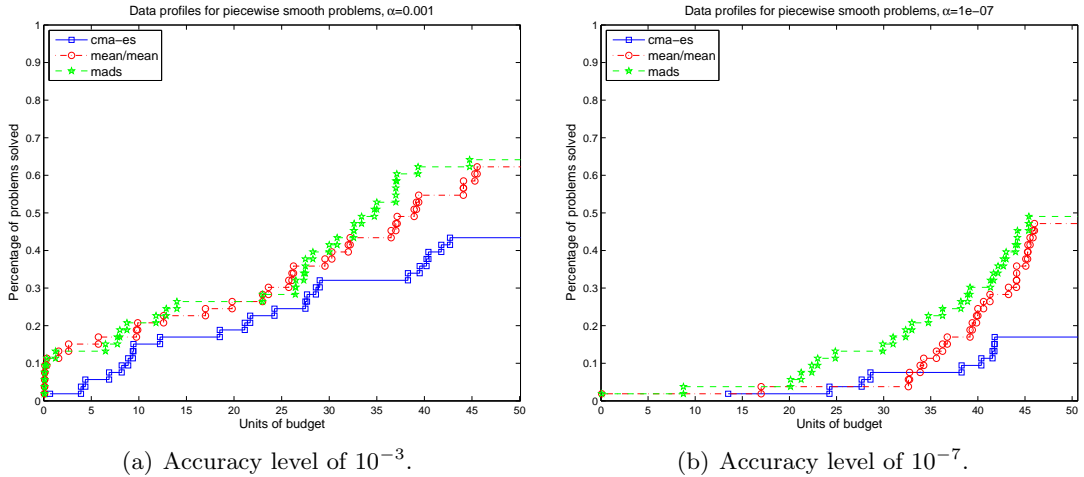 Data profiles for piecewise smooth problems, α=0.001
1
0.9
0.8
0.7
0.6
0.5
0.4
0.3
0.2
0.1
0
Percentage of problems solved
cma-es
mean/mean
mads
0 5 10 15 20 25 30 35 40 45 50
Units of budget
(a) Accuracy level of 10⁻³.
Data profiles for piecewise smooth problems, α=1e-07
1
0.9
0.8
0.7
0.6
0.5
0.4
0.3
0.2
0.1
0
Percentage of problems solved
cma-es
mean/mean
mads
0 5 10 15 20 25 30 35 40 45 50
Units of budget
(b) Accuracy level of 10⁻⁷.